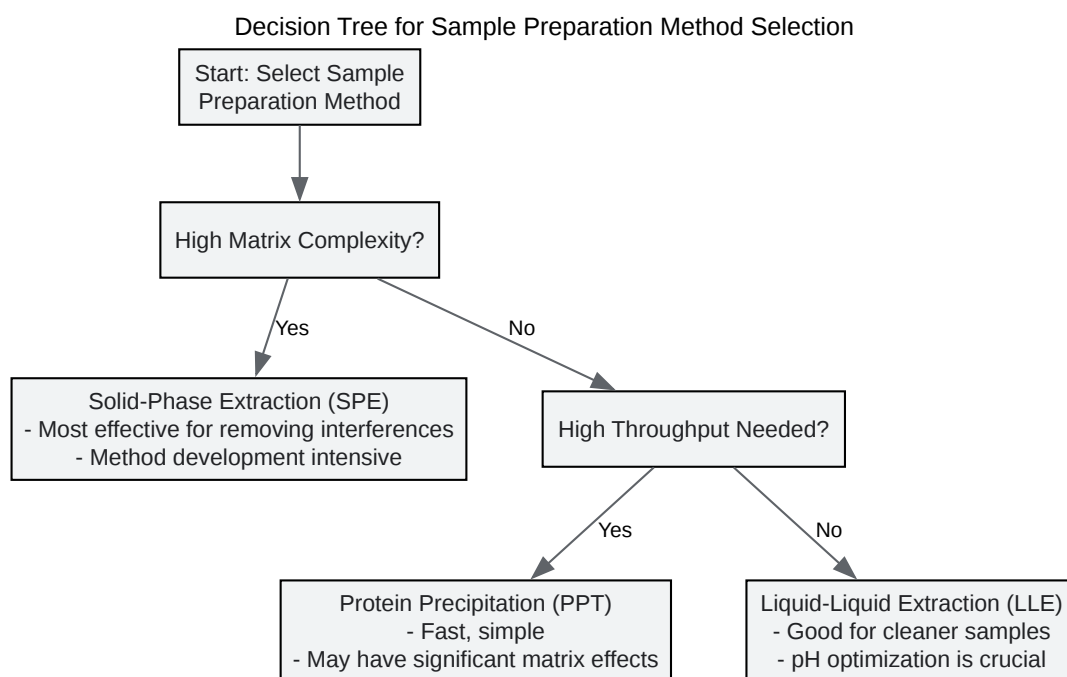 Decision Tree for Sample Preparation Method Selection
Start: Select Sample
Preparation Method
High Matrix Complexity?
Yes
No
Solid-Phase Extraction (SPE)
- Most effective for removing interferences
- Method development intensive
High Throughput Needed?
Yes
No
Protein Precipitation (PPT)
- Fast, simple
- May have significant matrix effects
Liquid-Liquid Extraction (LLE)
- Good for cleaner samples
- pH optimization is crucial